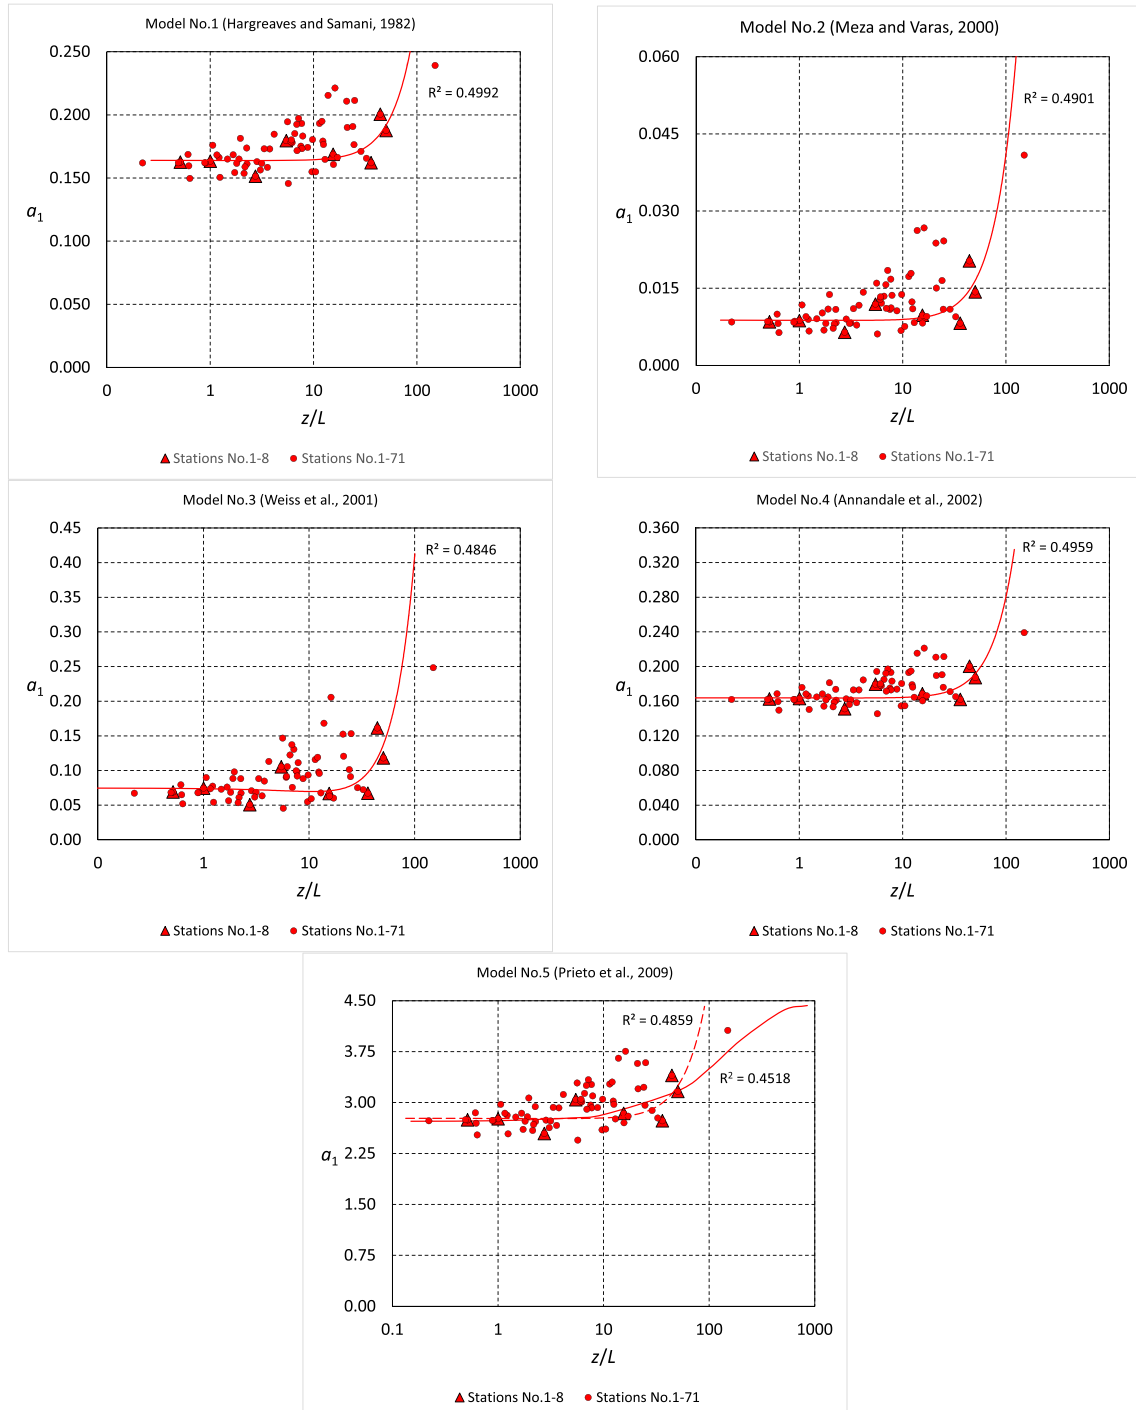 Model No.1 (Hargreaves and Samani, 1982)
0.250
0.200
0.150
0.100
0.050
0.000
a1
R² = 0.4992
0 1 10 100 1000
z/L
Stations No.1-8 Stations No.1-71
Model No.2 (Meza and Varas, 2000)
0.060
0.045
0.030
0.015
0.000
a1
R² = 0.4901
0 1 10 100 1000
z/L
Stations No.1-8 Stations No.1-71
Model No.3 (Weiss et al., 2001)
0.45
0.40
0.35
0.30
0.25
0.20
0.15
0.10
0.05
0.00
a1
R² = 0.4846
0 1 10 100 1000
z/L
Stations No.1-8 Stations No.1-71
Model No.4 (Annandale et al., 2002)
0.360
0.320
0.280
0.240
0.200
0.160
0.120
0.080
0.040
0.000
a1
R² = 0.4959
0 1 10 100 1000
z/L
Stations No.1-8 Stations No.1-71
Model No.5 (Prieto et al., 2009)
4.50
3.75
3.00
2.25
1.50
0.75
0.00
a1
R² = 0.4859
R² = 0.4518
0.1 1 10 100 1000
z/L
Stations No.1-8 Stations No.1-71